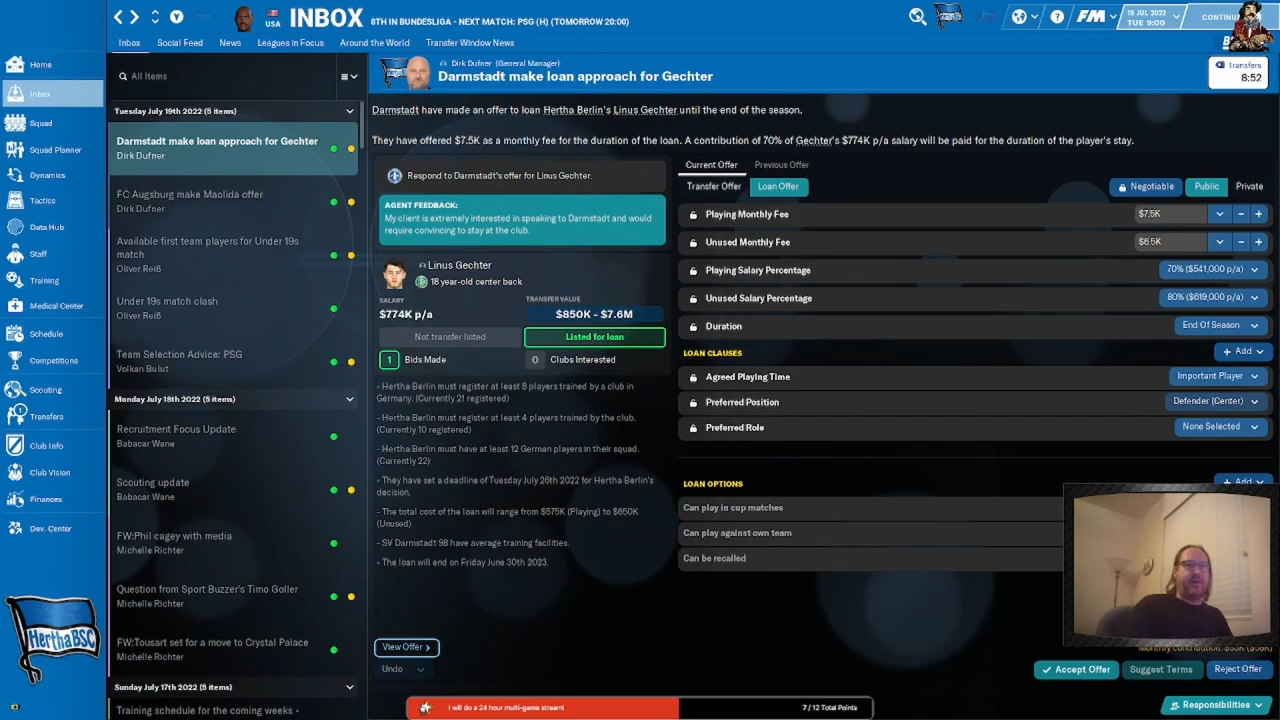 USA
INBOX
8TH IN BUNDESLIGA - NEXT MATCH: PSG (H) (TOMORROW 20:00)
FM
19 JUL 2022
TUE 9:00
Inbox
Social Feed
News
Leagues in Focus
Around the World
Transfer Window News
Home
Inbox
Squad
Squad Planner
Dynamics
Tactics
Data Hub
Staff
Training
Medical Center
Schedule
Competitions
Scouting
Transfers
Club Info
Club Vision
Finances
Dev. Center
HerthaBSC
All Items
Tuesday July 19th 2022 (5 items)
Darmstadt make loan approach for Gechter
Dirk Dufner
FC Augsburg make Maolida offer
Dirk Dufner
Available first team players for Under 19s
match
Oliver Reiß
Under 19s match clash
Oliver Reiß
Team Selection Advice: PSG
Volkan Bulut
Monday July 18th 2022 (5 items)
Recruitment Focus Update
Babacar Wane
Scouting update
Babacar Wane
FW:Phil cagey with media
Michelle Richter
Question from Sport Buzzer's Timo Goller
Michelle Richter
FW:Tousart set for a move to Crystal Palace
Michelle Richter
Sunday July 17th 2022 (5 items)
Training schedule for the coming weeks -
Dirk Dufner (General Manager)
Darmstadt make loan approach for Gechter
Transfers
8:52
Darmstadt have made an offer to loan Hertha Berlin's Linus Gechter until the end of the season.
They have offered $7.5K as a monthly fee for the duration of the loan. A contribution of 70% of Gechter's $774K p/a salary will be paid for the duration of the player's stay.
Respond to Darmstadt's offer for Linus Gechter.
AGENT FEEDBACK:
My client is extremely interested in speaking to Darmstadt and would
require convincing to stay at the club.
Linus Gechter
18 year-old center back
SALARY
TRANSFER VALUE
$774K p/a
$850K - $7.6M
Not transfer listed
Listed for loan
1 Bids Made
0 Clubs Interested
- Hertha Berlin must register at least 8 players trained by a club in
Germany. (Currently 21 registered)
- Hertha Berlin must register at least 4 players trained by the club.
(Currently 10 registered)
- Hertha Berlin must have at least 12 German players in their squad.
(Currently 22)
- They have set a deadline of Tuesday July 26th 2022 for Hertha Berlin's
decision.
- The total cost of the loan will range from $575K (Playing) to $650K
(Unused).
- SV Darmstadt 98 have average training facilities.
- The loan will end on Friday June 30th 2023.
View Offer
Undo
Current Offer
Previous Offer
Transfer Offer
Loan Offer
Negotiable
Public
Private
Playing Monthly Fee
$7.5K
Unused Monthly Fee
$6.5K
Playing Salary Percentage
70% ($541,000 p/a)
Unused Salary Percentage
80% ($619,000 p/a)
Duration
End Of Season
LOAN CLAUSES
+ Add
Agreed Playing Time
Important Player
Preferred Position
Defender (Center)
Preferred Role
None Selected
LOAN OPTIONS
+ Add
Can play in cup matches
Can play against own team
Can be recalled
Accept Offer
Suggest Terms
Reject Offer
I will do a 24 hour multi-game stream!
7 / 12 Total Points
Responsibilities